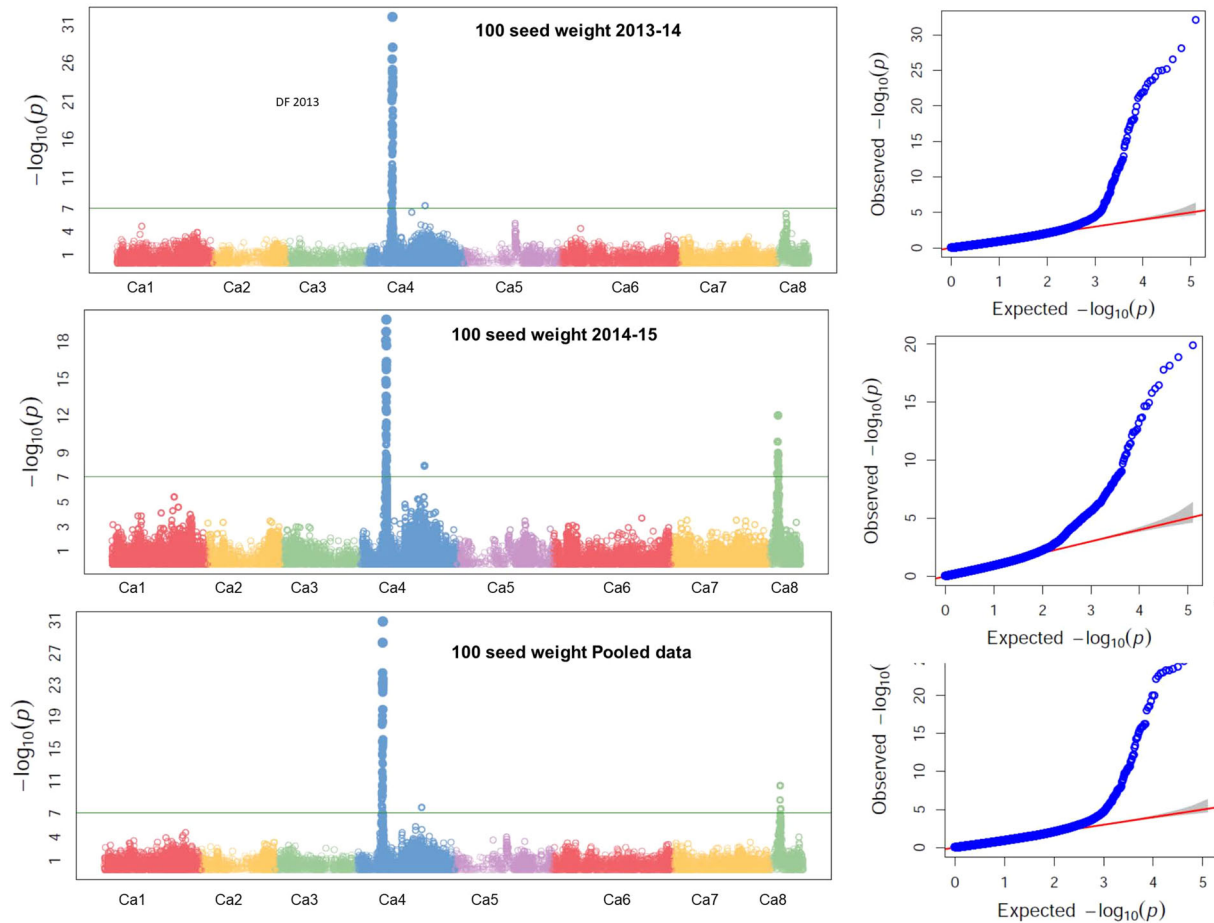 100 seed weight 2013-14
DF 2013
−log₁₀(p)
31
26
21
16
11
7
4
1
Ca1 Ca2 Ca3 Ca4 Ca5 Ca6 Ca7 Ca8
Observed −log₁₀(p)
30
25
20
15
10
5
0
0 1 2 3 4 5
Expected −log₁₀(p)
100 seed weight 2014-15
−log₁₀(p)
18
15
12
9
7
5
3
1
Ca1 Ca2 Ca3 Ca4 Ca5 Ca6 Ca7 Ca8
Observed −log₁₀(p)
20
15
10
5
0
0 1 2 3 4 5
Expected −log₁₀(p)
100 seed weight Pooled data
−log₁₀(p)
31
27
23
19
15
11
7
4
1
Ca1 Ca2 Ca3 Ca4 Ca5 Ca6 Ca7 Ca8
Observed −log₁₀(
20
15
10
5
0
0 1 2 3 4 5
Expected −log₁₀(p)